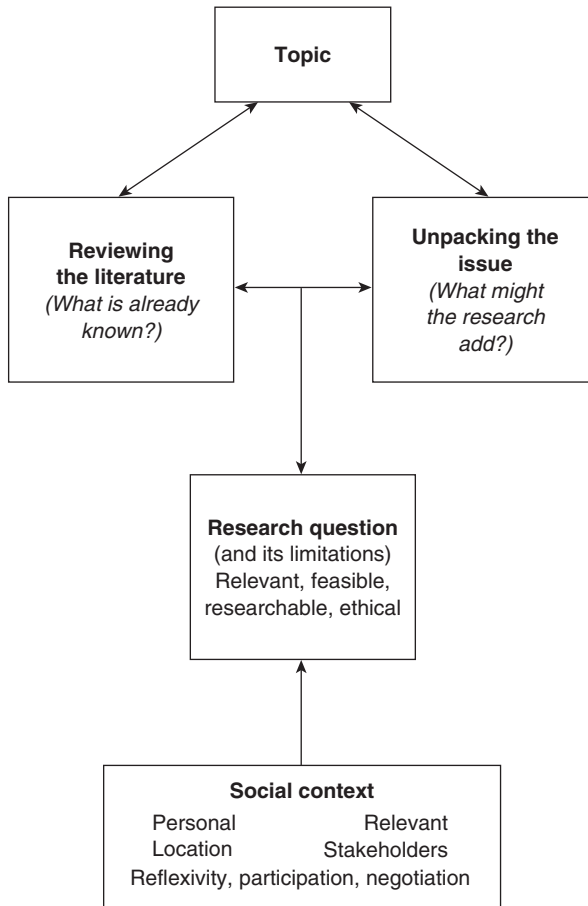 Topic
Reviewing
the literature
(What is already
known?)
Unpacking the
issue
(What might
the research
add?)
Research question
(and its limitations)
Relevant, feasible,
researchable, ethical
Social context
Personal Relevant
Location Stakeholders
Reflexivity, participation, negotiation